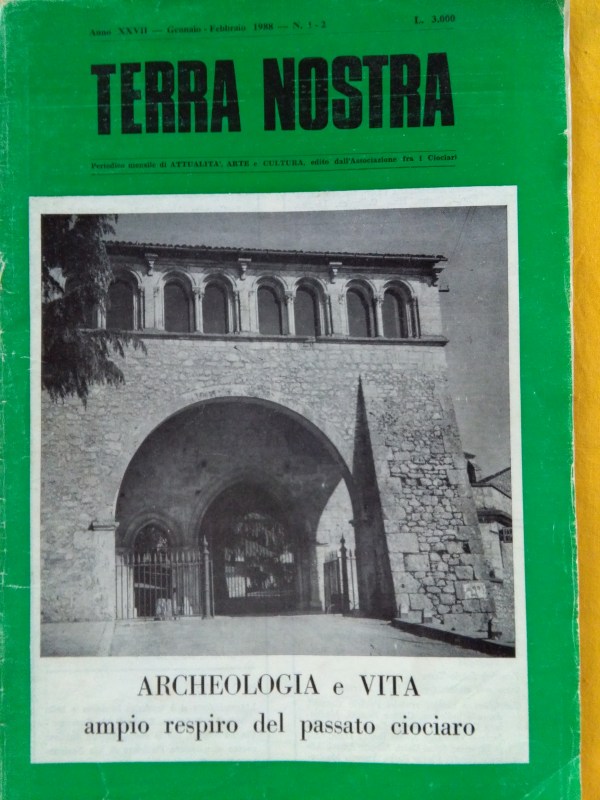 Anno XXVII — Gennaio - Febbraio 1988 — N. 1 - 2 L. 3.000
TERRA NOSTRA
Periodico mensile di ATTUALITA', ARTE e CULTURA, edito dall'Associazione fra i Ciociari
ARCHEOLOGIA e VITA
ampio respiro del passato ciociaro